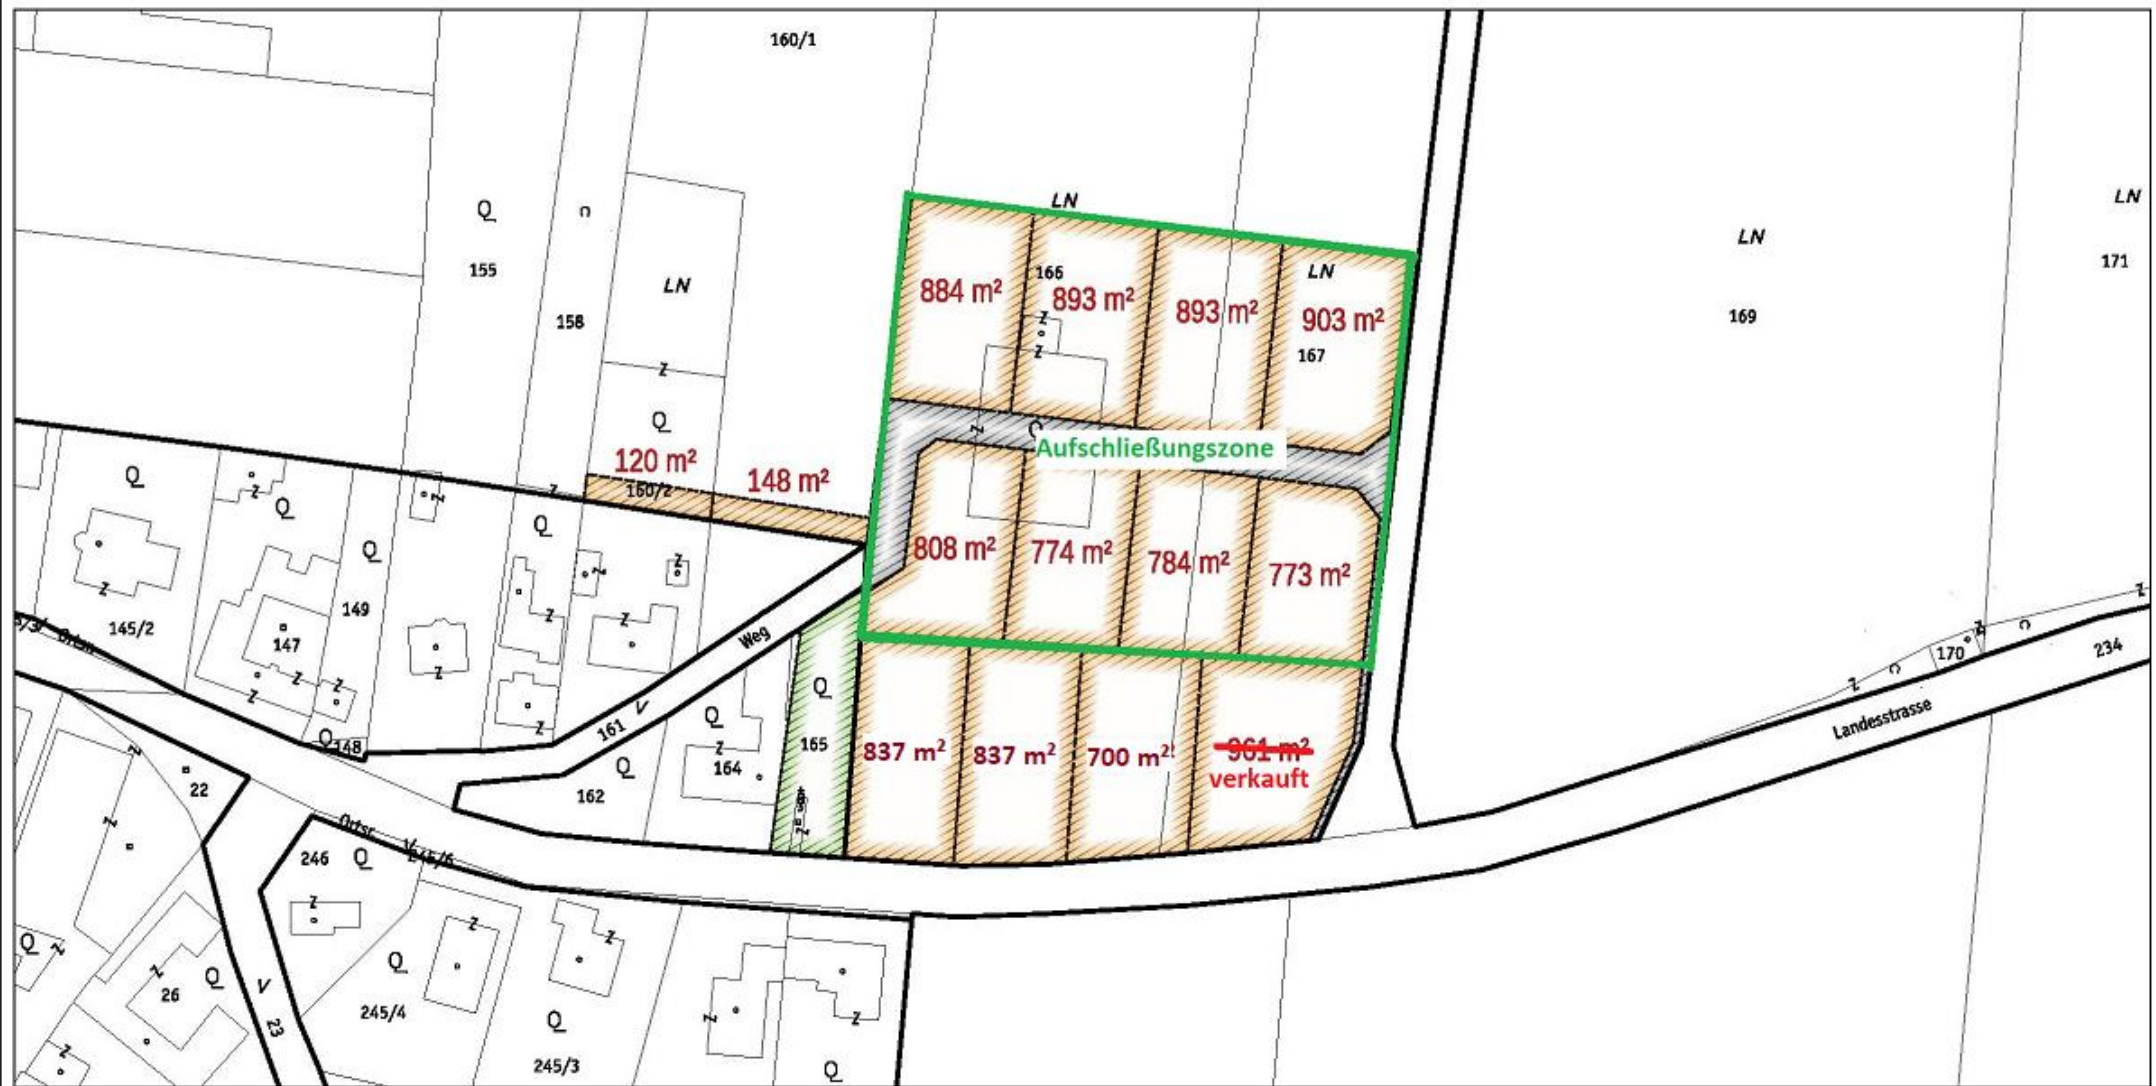 160/1
LN
LN
Q
C
LN
155
LN
166
LN
171
884 m²
893 m²
893 m²
903 m²
158
Z
169
Z
167
Z
Q
Z
Q
Aufschließungszone
120 m²
148 m²
160/2
Q
Z
Q
Z
Z
Q
Q
808 m²
774 m²
784 m²
773 m²
Z
Z
Z
149
Z
Z
145/2
147
Weg
Z
Z
Z
Z
Z
C
Z
170
234
C
Z
Q
Q
161
V
Landesstrasse
Q
148
Z
165
164
837 m²
837 m²
700 m²
961 m²
verkauft
Z
22
Q
162
Z
Z
Ortsr.
V
245/6
246
Q
Z
Z
Z
Q
Z
Q
Z
Q
V
26
245/4
23
Q
Z
Z
Z
245/3
Q